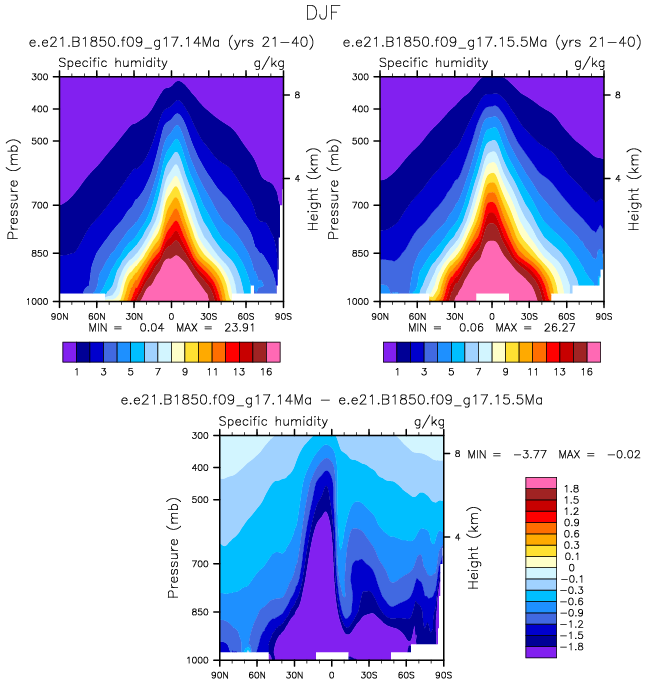 DJF
e.e21.B1850.f09_g17.14Ma (yrs 21-40)
Specific humidity g/kg
300
400
500
700
850
1000
Pressure (mb)
8
4
Height (km)
90N 60N 30N 0 30S 60S 90S
MIN = 0.04 MAX = 23.91
1 3 5 7 9 11 13 16
e.e21.B1850.f09_g17.15.5Ma (yrs 21-40)
Specific humidity g/kg
300
400
500
700
850
1000
Pressure (mb)
8
4
Height (km)
90N 60N 30N 0 30S 60S 90S
MIN = 0.06 MAX = 26.27
1 3 5 7 9 11 13 16
e.e21.B1850.f09_g17.14Ma - e.e21.B1850.f09_g17.15.5Ma
Specific humidity g/kg
300
400
500
700
850
1000
Pressure (mb)
8
4
Height (km)
90N 60N 30N 0 30S 60S 90S
MIN = -3.77 MAX = -0.02
1.8
1.5
1.2
0.9
0.6
0.3
0.1
0
-0.1
-0.3
-0.6
-0.9
-1.2
-1.5
-1.8